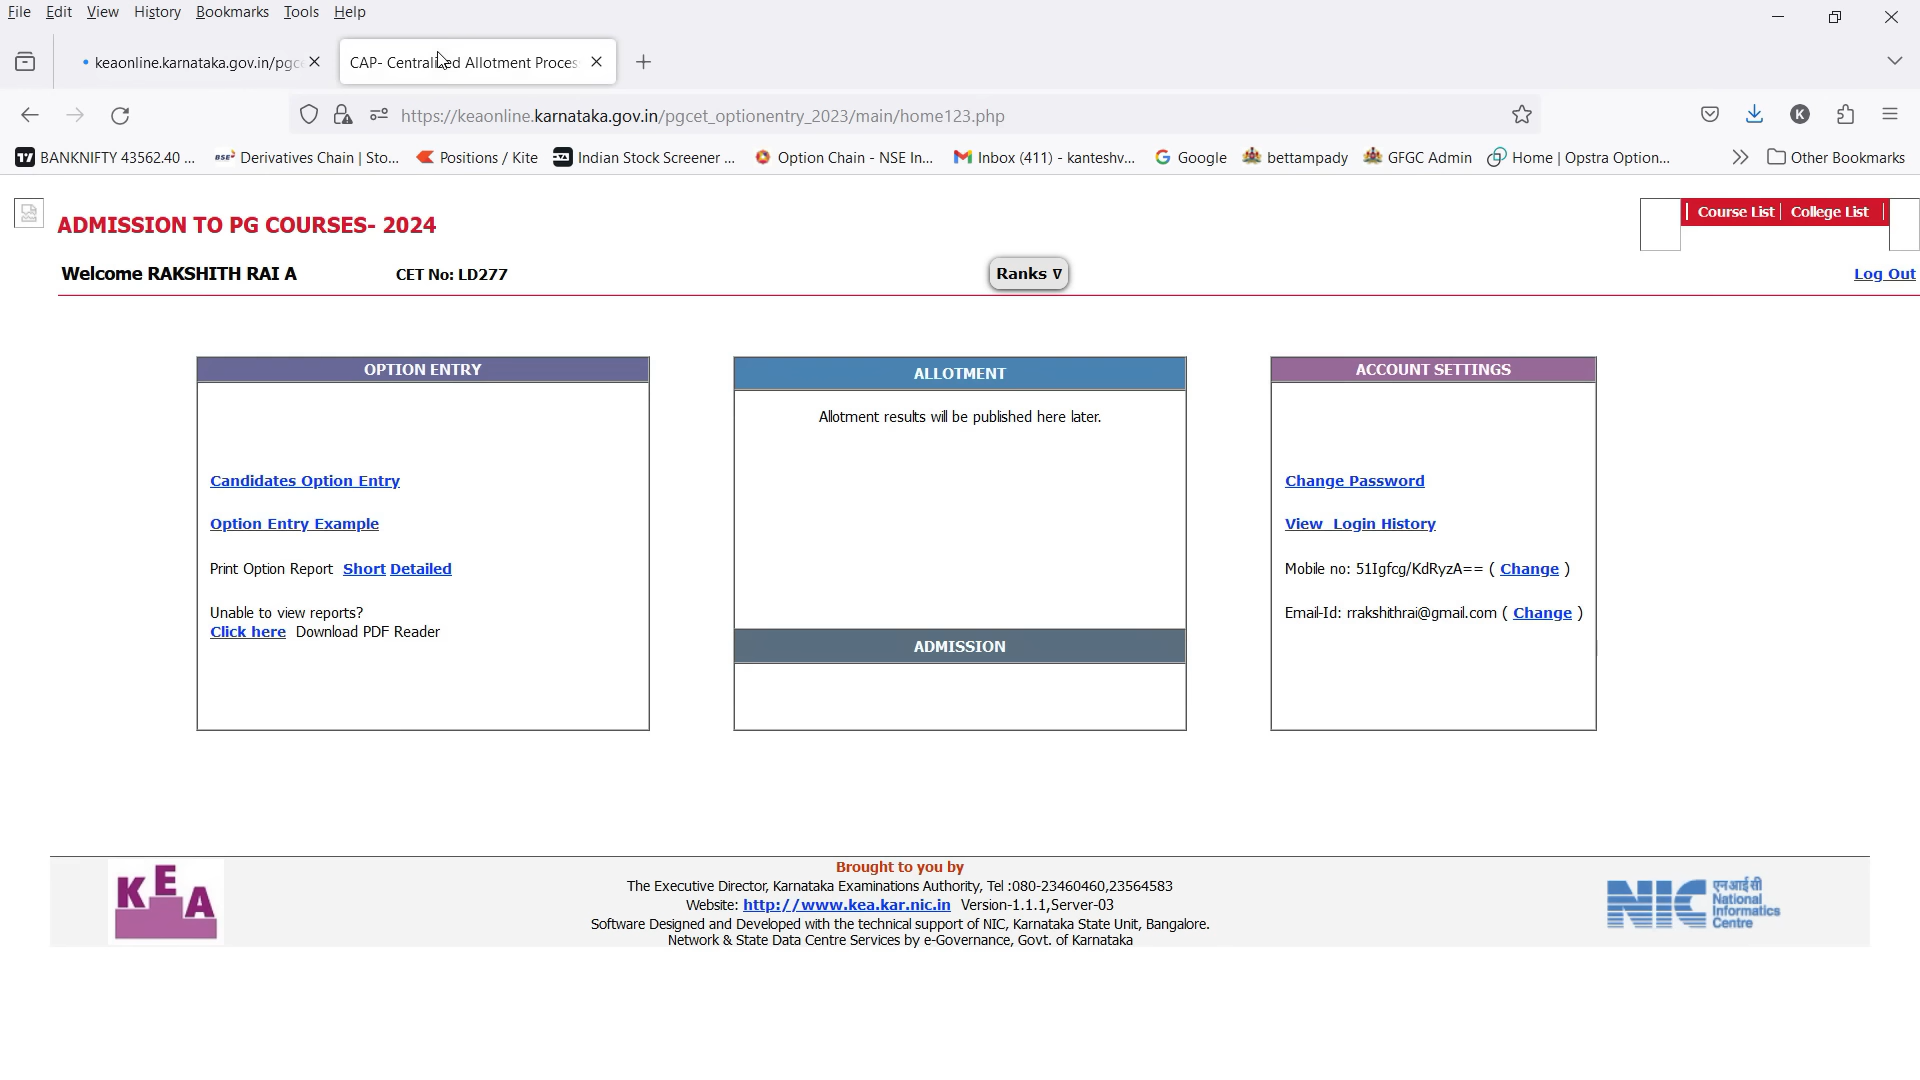 File Edit View History Bookmarks Tools Help
keaonline.karnataka.gov.in/pgce
CAP- Centralized Allotment Proces
https://keaonline.karnataka.gov.in/pgcet_optionentry_2023/main/home123.php
K
BANKNIFTY 43562.40 ... Derivatives Chain | Sto... Positions / Kite Indian Stock Screener ... Option Chain - NSE In... Inbox (411) - kanteshv... Google bettampady GFGC Admin Home | Opstra Option... Other Bookmarks
ADMISSION TO PG COURSES- 2024
Course List | College List |
Welcome RAKSHITH RAI A CET No: LD277 Ranks ∇ Log Out
OPTION ENTRY
Candidates Option Entry
Option Entry Example
Print Option Report Short Detailed
Unable to view reports?
Click here Download PDF Reader
ALLOTMENT
Allotment results will be published here later.
ADMISSION
ACCOUNT SETTINGS
Change Password
View Login History
Mobile no: 51Igfcg/KdRyzA== ( Change )
Email-Id: rrakshithrai@gmail.com ( Change )
KEA
Brought to you by
The Executive Director, Karnataka Examinations Authority, Tel :080-23460460,23564583
Website: http://www.kea.kar.nic.in Version-1.1.1,Server-03
Software Designed and Developed with the technical support of NIC, Karnataka State Unit, Bangalore.
Network & State Data Centre Services by e-Governance, Govt. of Karnataka
NIC
एन आई सी
National
Informatics
Centre